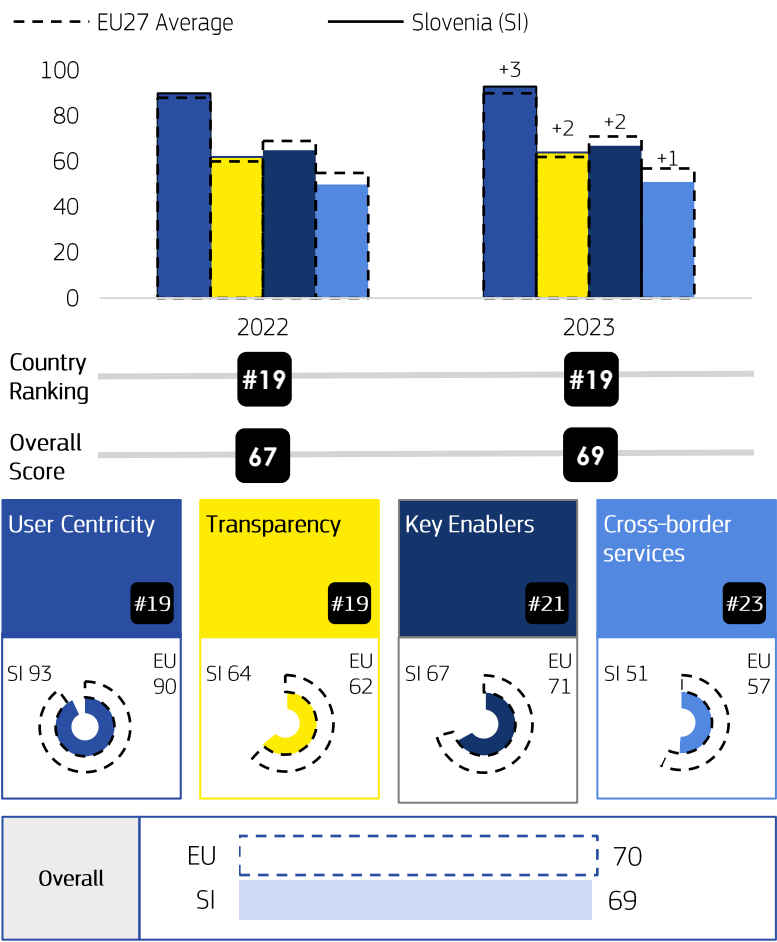 EU27 Average
Slovenia (SI)
100
80
60
40
20
0
+3
+2
+2
+1
2022
2023
Country
Ranking
#19
#19
Overall
Score
67
69
User Centricity
#19
Transparency
#19
Key Enablers
#21
Cross-border
services
#23
SI 93
EU
90
SI 64
EU
62
SI 67
EU
71
SI 51
EU
57
Overall
EU
70
SI
69